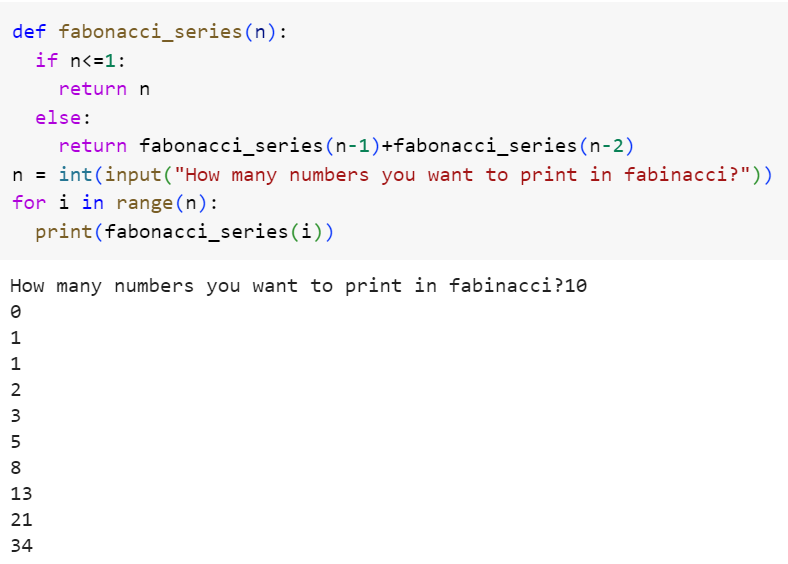 def fabonacci_series(n):
  if n<=1:
    return n
  else:
    return fabonacci_series(n-1)+fabonacci_series(n-2)
n = int(input("How many numbers you want to print in fabinacci?"))
for i in range(n):
  print(fabonacci_series(i))
How many numbers you want to print in fabinacci?10
0
1
1
2
3
5
8
13
21
34